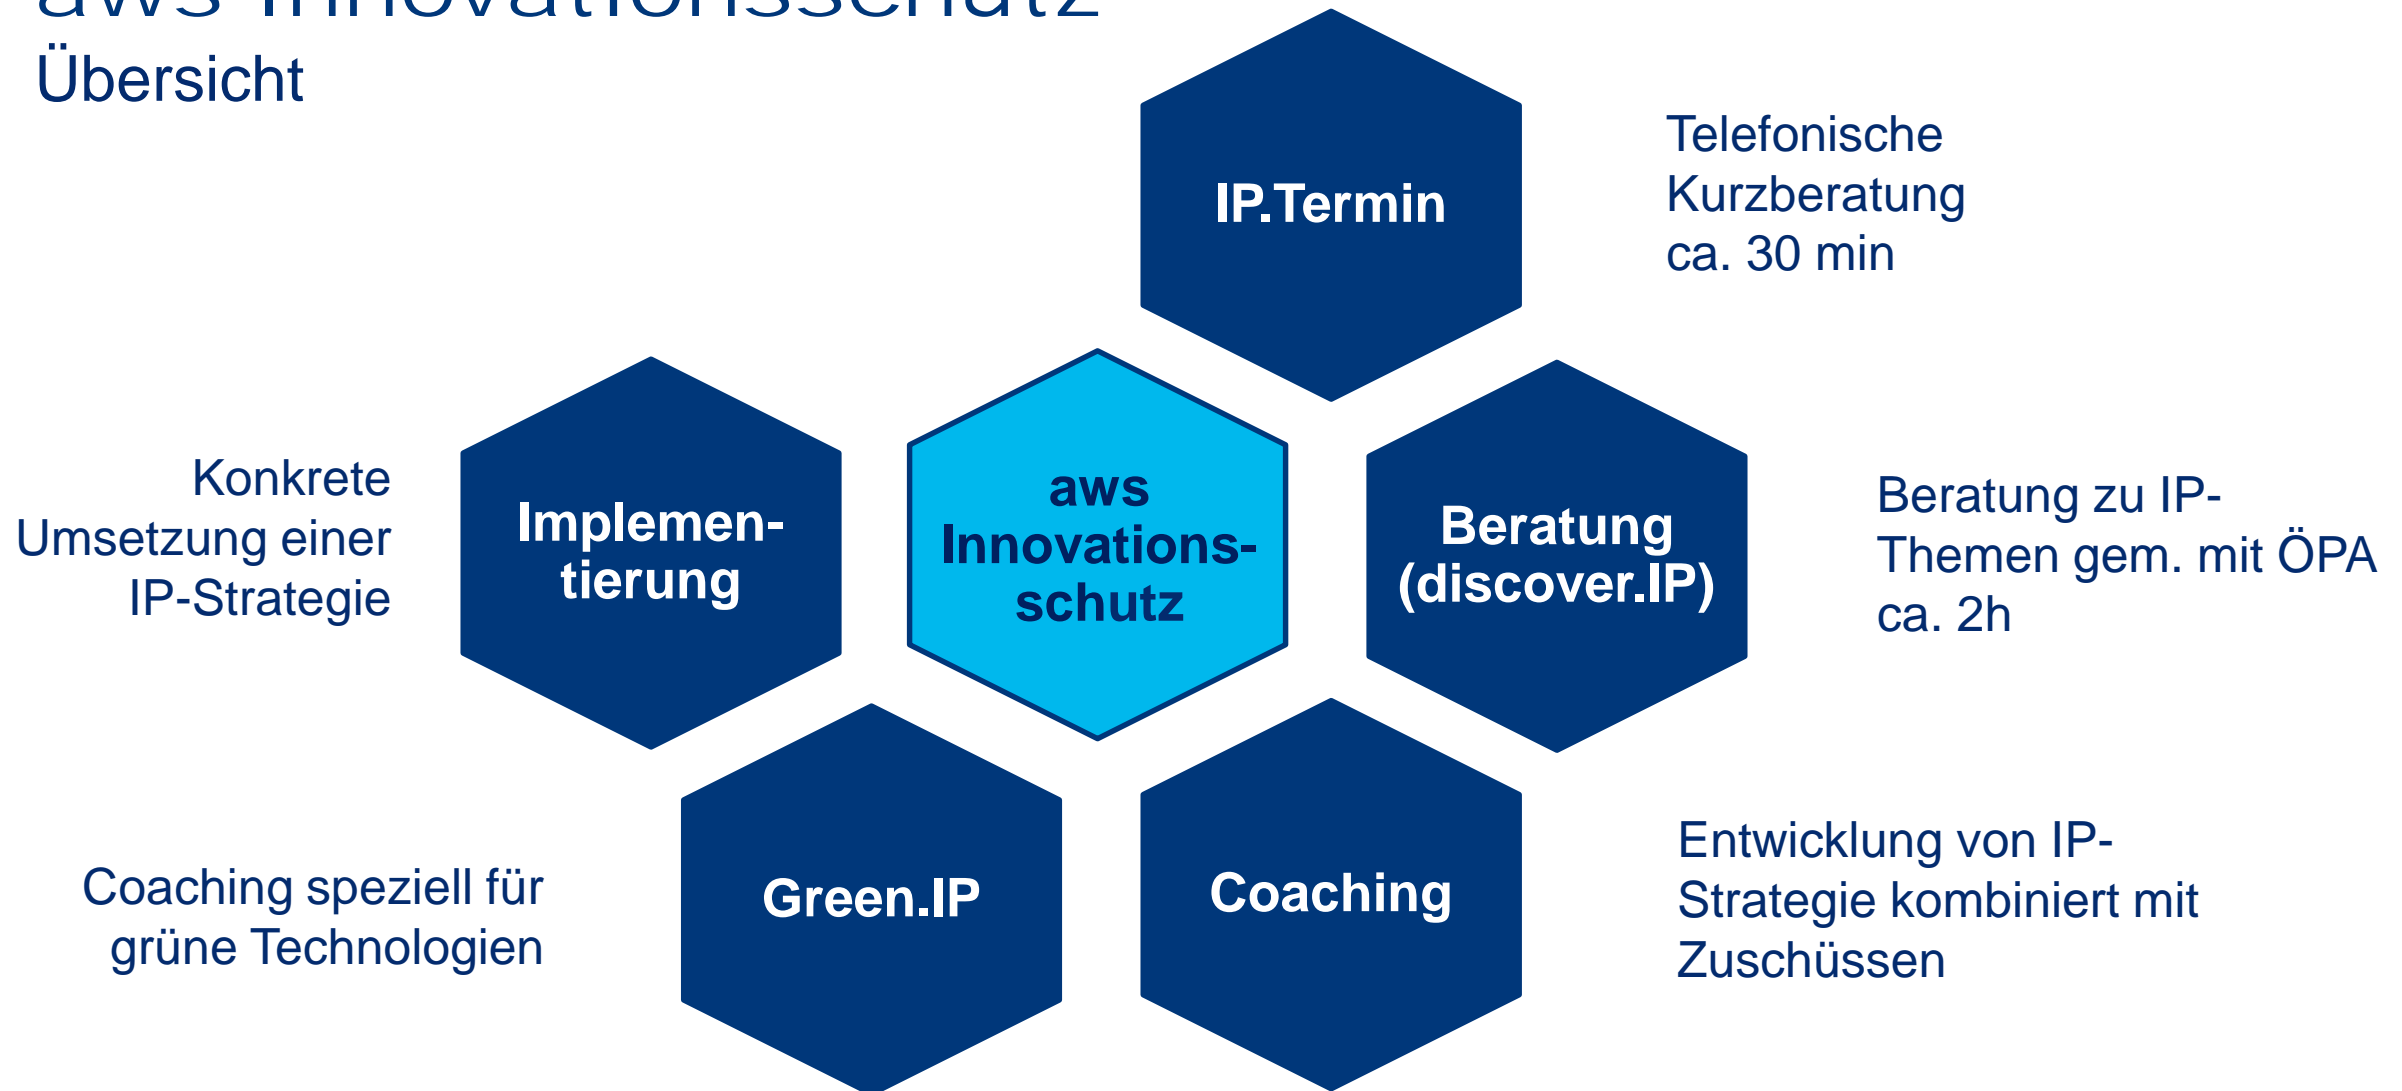 aws Innovationsschutz
Übersicht
IP.Termin
Telefonische
Kurzberatung
ca. 30 min
Konkrete
Umsetzung einer
IP-Strategie
Implemen-
tierung
aws
Innovations-
schutz
Beratung
(discover.IP)
Beratung zu IP-
Themen gem. mit ÖPA
ca. 2h
Coaching speziell für
grüne Technologien
Green.IP
Coaching
Entwicklung von IP-
Strategie kombiniert mit
Zuschüssen